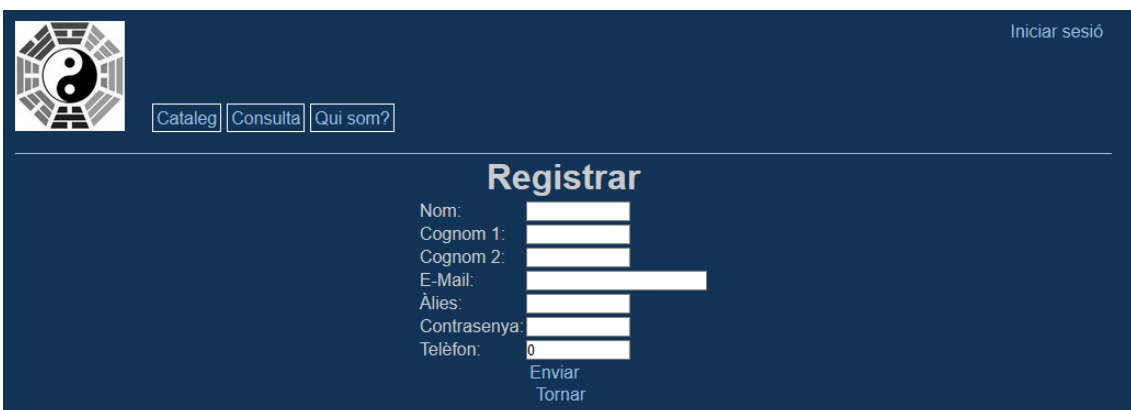 Iniciar sesió
Cataleg Consulta Qui som?
Registrar
Nom:
Cognom 1:
Cognom 2:
E-Mail:
Àlies:
Contrasenya:
Telèfon: 0
Enviar
Tornar